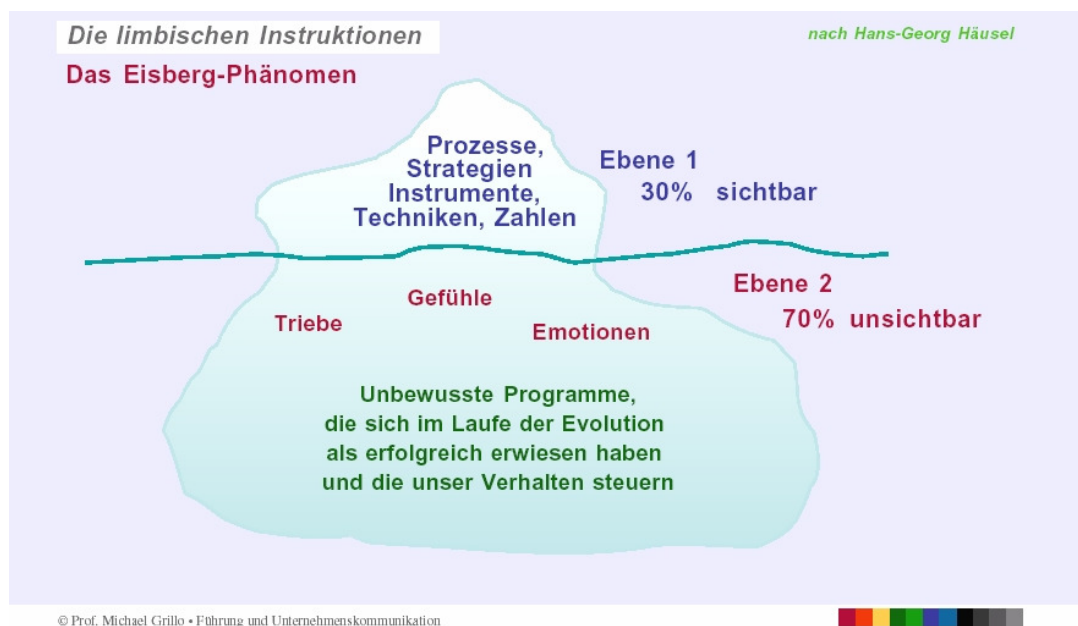 Die limbischen Instruktionen
nach Hans-Georg Häusel
Das Eisberg-Phänomen
Prozesse,
Strategien
Instrumente,
Techniken, Zahlen
Ebene 1
30% sichtbar
Ebene 2
70% unsichtbar
Gefühle
Triebe
Emotionen
Unbewusste Programme,
die sich im Laufe der Evolution
als erfolgreich erwiesen haben
und die unser Verhalten steuern
© Prof. Michael Grillo • Führung und Unternehmenskommunikation